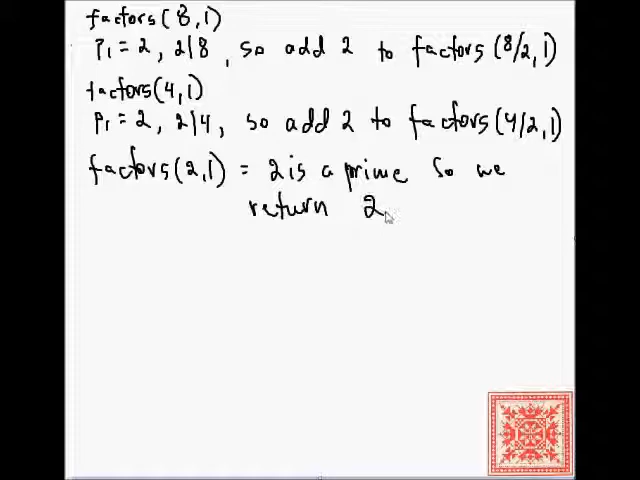 factors(8,1)
P₁ = 2, 2|8, so add 2 to factors(8/2,1)
factors(4,1)
P₁ = 2, 2|4, so add 2 to factors(4/2,1)
factors(2,1) = 2 is a prime so we
return 2